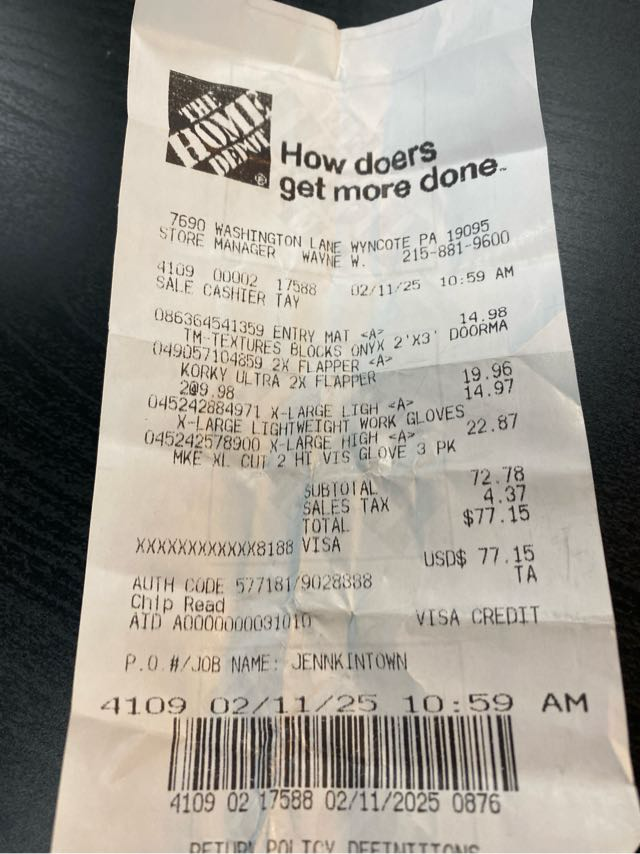 THE
HOME
DEPOT
How doers
get more done™
7690 WASHINGTON LANE WYNCOTE PA 19095
STORE MANAGER WAYNE W. 215-881-9600
4109 00002 17588 02/11/25 10:59 AM
SALE CASHIER TAY
086364541359 ENTRY MAT <A> 14.98
TM-TEXTURES BLOCKS ONYX 2'X3' DOORMA
049057104859 2X FLAPPER <A>
KORKY ULTRA 2X FLAPPER
2@9.98 19.96
045242884971 X-LARGE LIGH <A> 14.97
X-LARGE LIGHTWEIGHT WORK GLOVES
045242578900 X-LARGE HIGH <A> 22.87
MKE XL CUT 2 HI VIS GLOVE 3 PK
SUBTOTAL 72.78
SALES TAX 4.37
TOTAL $77.15
XXXXXXXXXXXX8188 VISA
USD$ 77.15
AUTH CODE 577181/9028888 TA
Chip Read
AID A0000000031010 VISA CREDIT
P.O.#/JOB NAME: JENNKINTOWN
4109 02/11/25 10:59 AM
4109 02 17588 02/11/2025 0876
RETURN POLICY DEFINITIONS